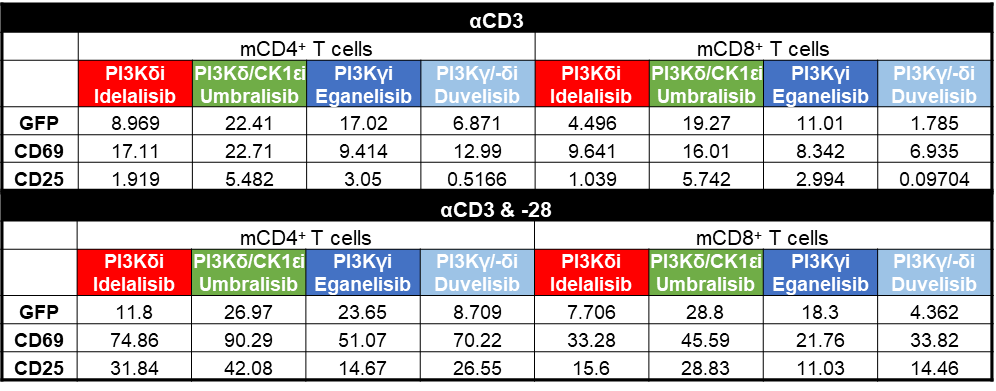 αCD3
mCD4⁺ T cells mCD8⁺ T cells
PI3Kδi PI3Kδ/CK1εi PI3Kγi PI3Kγ/-δi PI3Kδi PI3Kδ/CK1εi PI3Kγi PI3Kγ/-δi
Idelalisib Umbralisib Eganelisib Duvelisib Idelalisib Umbralisib Eganelisib Duvelisib
GFP 8.969 22.41 17.02 6.871 4.496 19.27 11.01 1.785
CD69 17.11 22.71 9.414 12.99 9.641 16.01 8.342 6.935
CD25 1.919 5.482 3.05 0.5166 1.039 5.742 2.994 0.09704
αCD3 & -28
mCD4⁺ T cells mCD8⁺ T cells
PI3Kδi PI3Kδ/CK1εi PI3Kγi PI3Kγ/-δi PI3Kδi PI3Kδ/CK1εi PI3Kγi PI3Kγ/-δi
Idelalisib Umbralisib Eganelisib Duvelisib Idelalisib Umbralisib Eganelisib Duvelisib
GFP 11.8 26.97 23.65 8.709 7.706 28.8 18.3 4.362
CD69 74.86 90.29 51.07 70.22 33.28 45.59 21.76 33.82
CD25 31.84 42.08 14.67 26.55 15.6 28.83 11.03 14.46